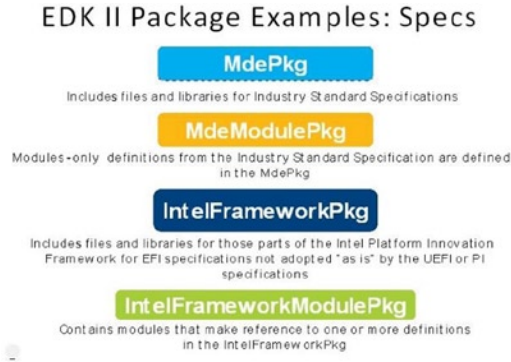 EDK II Package Examples: Specs
MdePkg
Includes files and libraries for Industry Standard Specifications
MdeModulePkg
Modules-only definitions from the Industry Standard Specification are defined
in the MdePkg
IntelFrameworkPkg
Includes files and libraries for those parts of the Intel Platform Innovation
Framework for EFI specifications not adopted "as is" by the UEFI or PI
specifications
IntelFrameworkModulePkg
Contains modules that make reference to one or more definitions
in the IntelFrameworkPkg